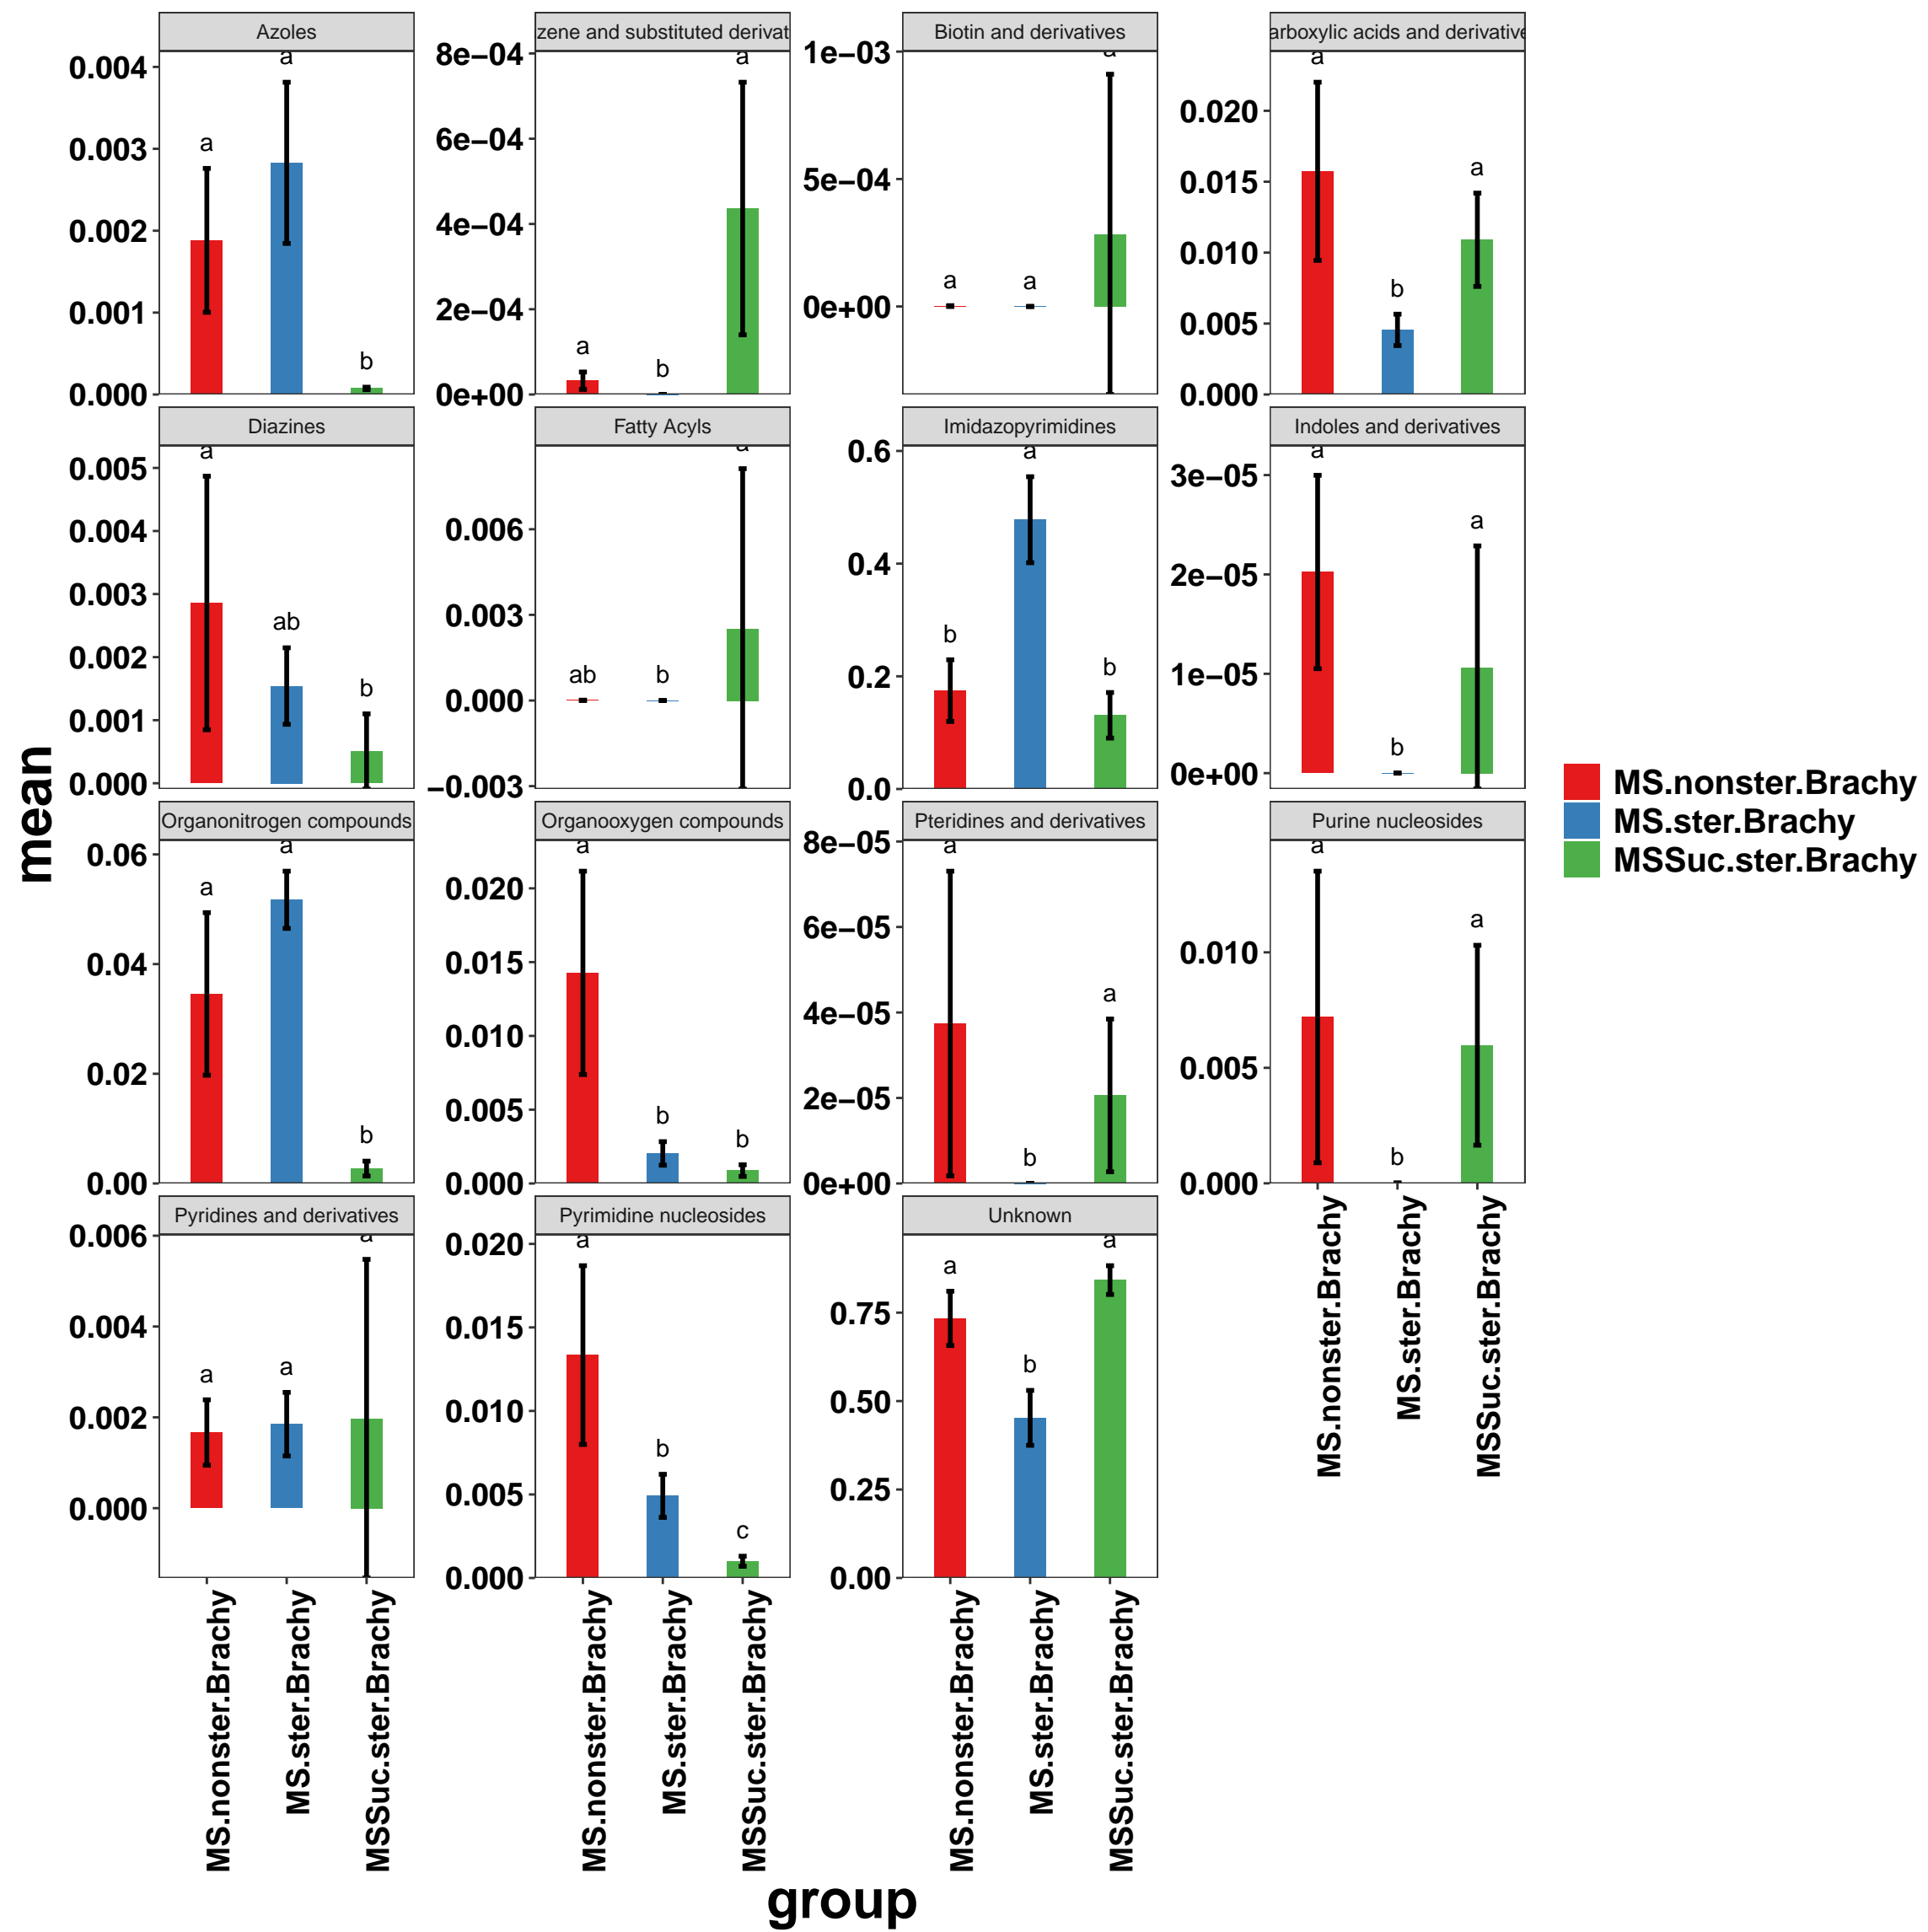 Azoles
zene and substituted derivat
Biotin and derivatives
arboxylic acids and derivative
0.004
0.003
0.002
0.001
0.000
a
a
b
8e−04
6e−04
4e−04
2e−04
0e+00
a
b
a
1e−03
5e−04
0e+00
a
a
a
0.020
0.015
0.010
0.005
0.000
a
b
a
Diazines
Fatty Acyls
Imidazopyrimidines
Indoles and derivatives
0.005
0.004
0.003
0.002
0.001
0.000
a
ab
b
0.006
0.003
0.000
−0.003
ab
b
a
0.6
0.4
0.2
0.0
b
a
b
3e−05
2e−05
1e−05
0e+00
a
b
a
mean
MS.nonster.Brachy
MS.ster.Brachy
MSSuc.ster.Brachy
Organonitrogen compounds
Organooxygen compounds
Pteridines and derivatives
Purine nucleosides
0.06
0.04
0.02
0.00
a
a
b
0.020
0.015
0.010
0.005
0.000
a
b
b
8e−05
6e−05
4e−05
2e−05
0e+00
a
b
a
0.010
0.005
0.000
a
b
a
MS.nonster.Brachy
MS.ster.Brachy
MSSuc.ster.Brachy
Pyridines and derivatives
Pyrimidine nucleosides
Unknown
0.006
0.004
0.002
0.000
a
a
a
0.020
0.015
0.010
0.005
0.000
a
b
c
0.75
0.50
0.25
0.00
a
b
a
MS.nonster.Brachy
MS.ster.Brachy
MSSuc.ster.Brachy
MS.nonster.Brachy
MS.ster.Brachy
MSSuc.ster.Brachy
MS.nonster.Brachy
MS.ster.Brachy
MSSuc.ster.Brachy
group